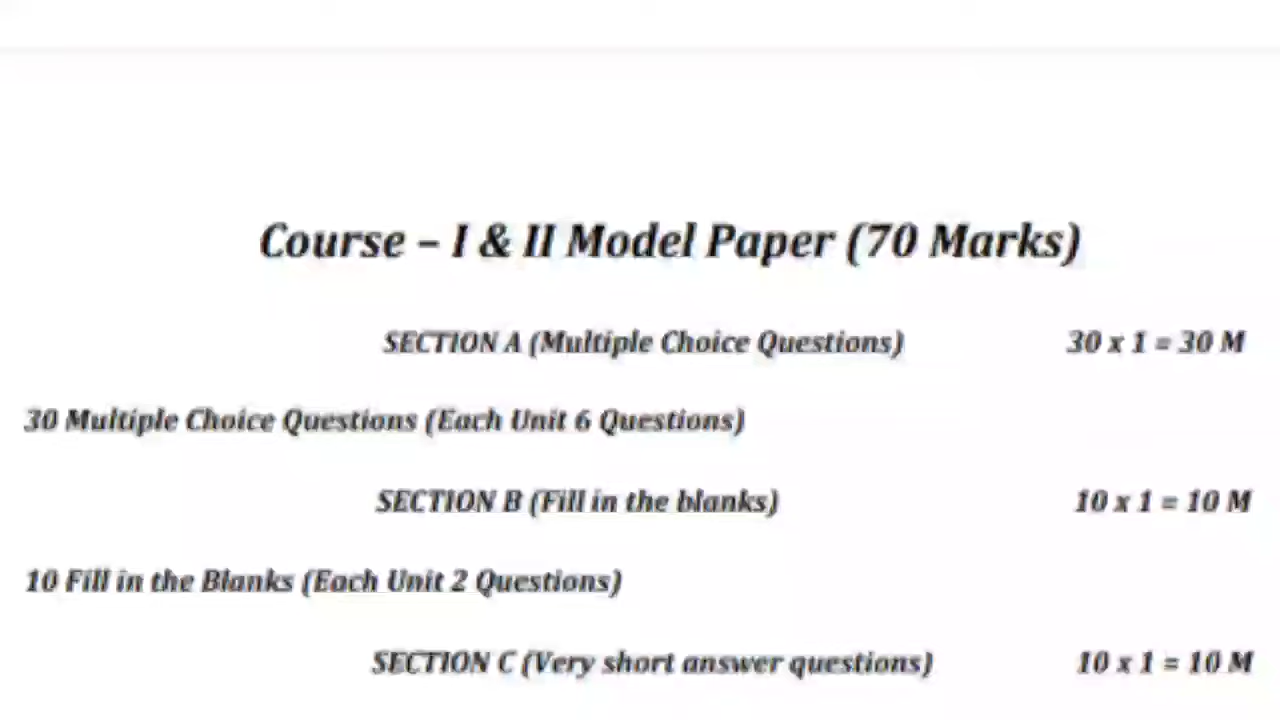 Course – I & II Model Paper (70 Marks)
SECTION A (Multiple Choice Questions) 30 x 1 = 30 M
30 Multiple Choice Questions (Each Unit 6 Questions)
SECTION B (Fill in the blanks) 10 x 1 = 10 M
10 Fill in the Blanks (Each Unit 2 Questions)
SECTION C (Very short answer questions) 10 x 1 = 10 M